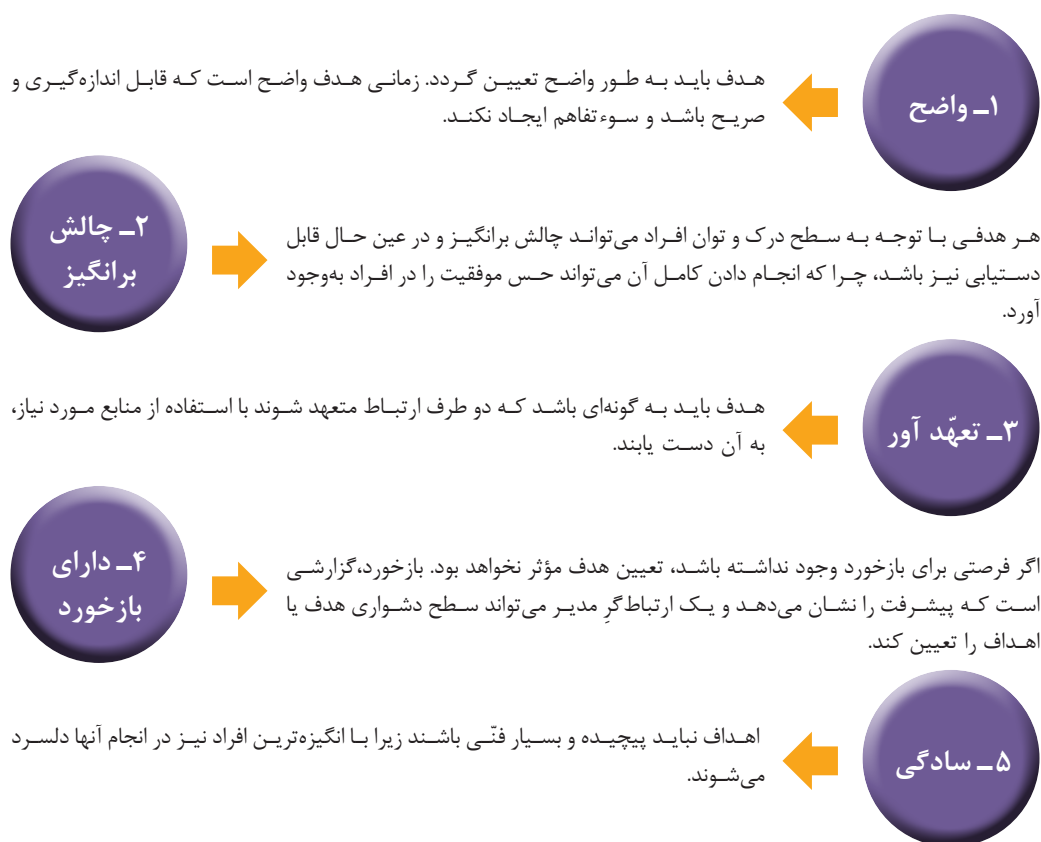 ۱ـ واضح
هـدف بایـد بـه طـور واضـح تعییـن گـردد. زمانـی هـدف واضـح اسـت کـه قابـل اندازه‌گیـری و
صریـح باشـد و سـوءتفاهم ایجـاد نکنـد.
۲ـ چالش
برانگیز
هـر هدفـی بـا توجـه بـه سـطح درک و توان افـراد می‌توانـد چالش برانگیـز و در عین حـال قابل
دسـتیابی نیـز باشـد، چـرا که انجـام دادن کامـل آن می‌تواند حـس موفقیت را در افـراد به‌وجود
آورد.
۳ـ تعهّد آور
هـدف بایـد بـه گونه‌ای باشـد کـه دو طرف ارتبـاط متعهد شـوند با اسـتفاده از منابع مـورد نیاز،
به آن دسـت یابند.
۴ـ دارای
بازخورد
اگر فرصتی برای بازخورد وجود نداشـته باشـد، تعیین هدف مؤثر نخواهد بود. بازخورد،گزارشـی
اسـت کـه پیشـرفت را نشـان می‌دهـد و یـک ارتباط‌گرِ مدیـر می‌تواند سـطح دشـواری هدف یا
اهـداف را تعیین کند.
۵ـ سادگی
اهـداف نبایـد پیچیـده و بسـیار فنّـی باشـند زیرا بـا انگیزه‌تریـن افراد نیـز در انجام آنها دلسـرد
می‌شـوند.